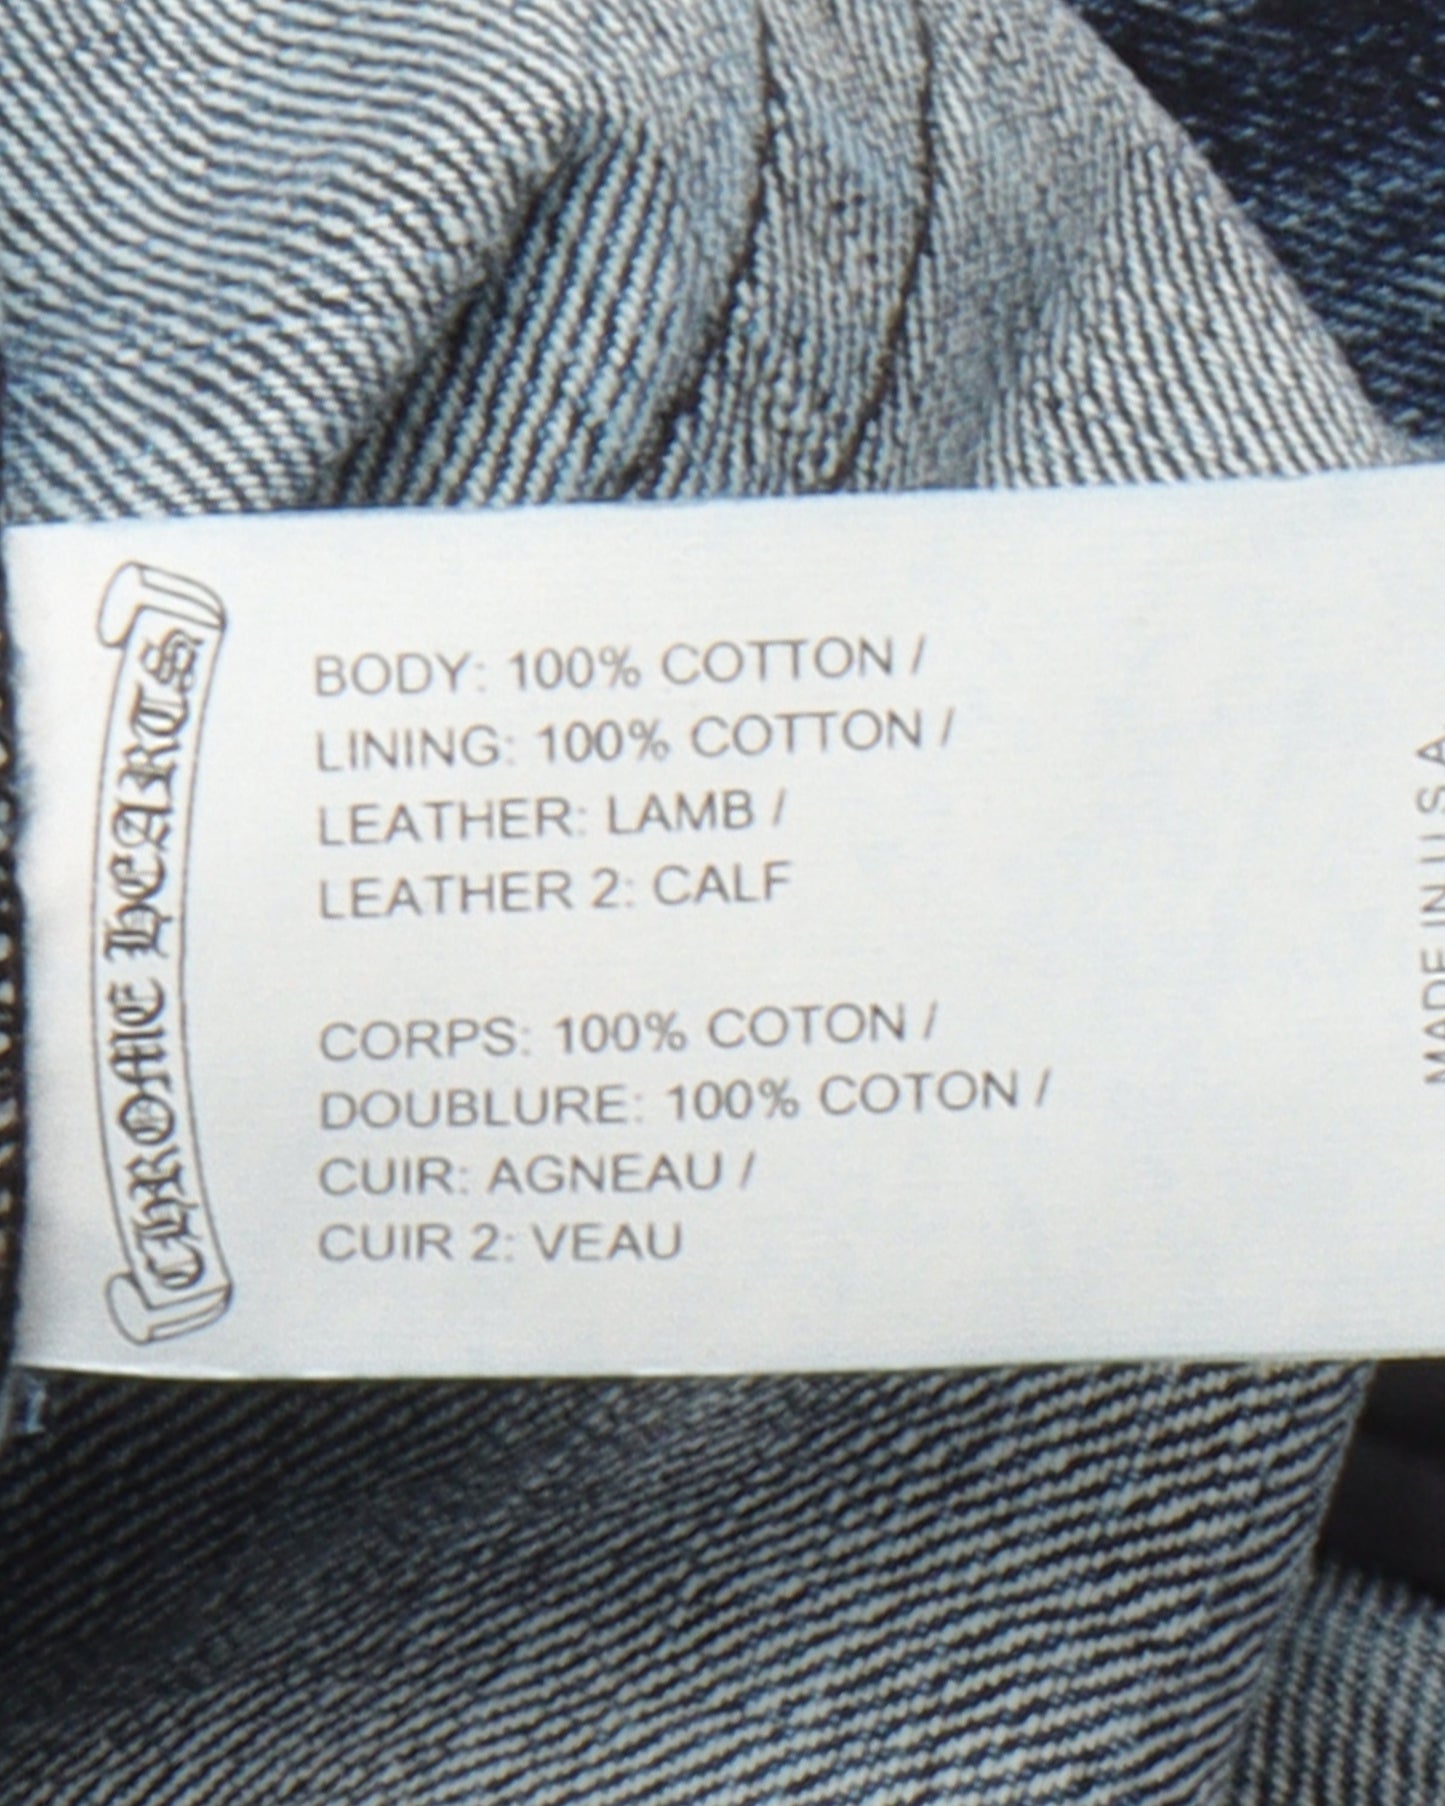 CHROME HEARTS
BODY: 100% COTTON /
LINING: 100% COTTON /
LEATHER: LAMB /
LEATHER 2: CALF
CORPS: 100% COTON /
DOUBLURE: 100% COTON /
CUIR: AGNEAU /
CUIR 2: VEAU
MADE IN U.S.A.